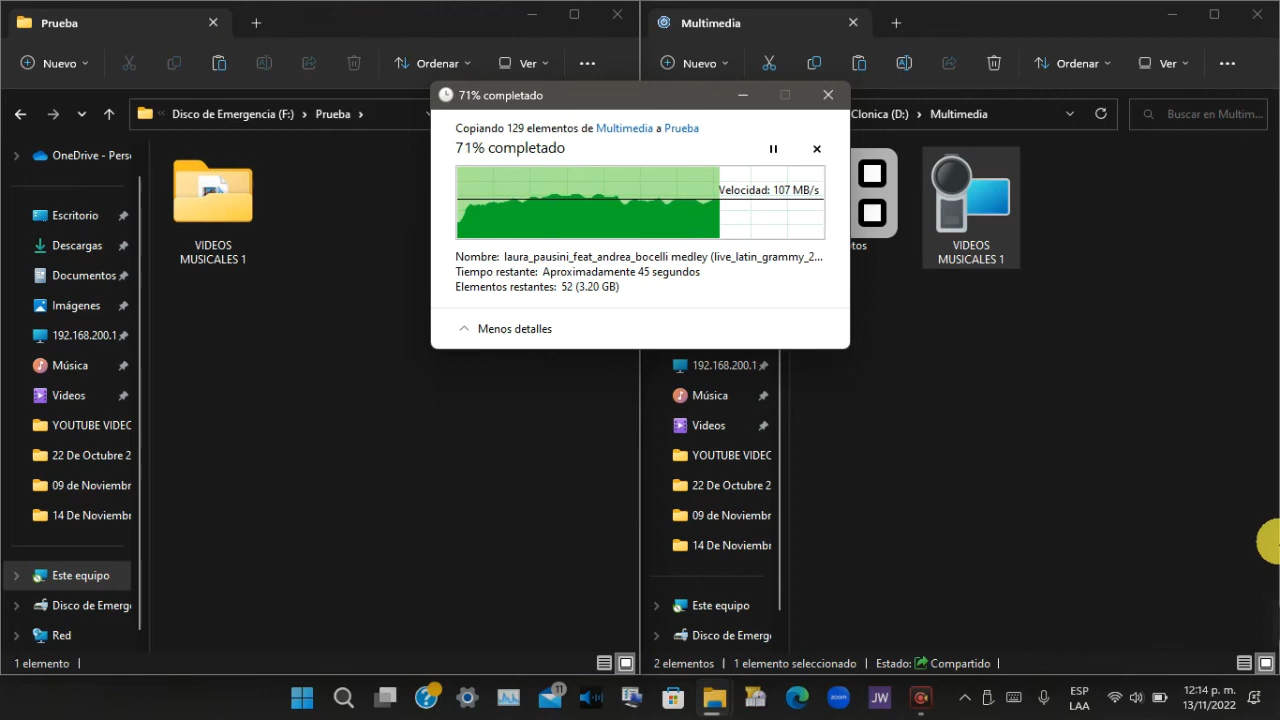 Prueba
Multimedia
Nuevo
Ordenar
Ver
Nuevo
Ordenar
Ver
Disco de Emergencia (F:) > Prueba >
Clonica (D:) > Multimedia
Buscar en Multim...
71% completado
Copiando 129 elementos de Multimedia a Prueba
71% completado
Velocidad: 107 MB/s
Nombre: laura_pausini_feat_andrea_bocelli medley (live_latin_grammy_2...
Tiempo restante: Aproximadamente 45 segundos
Elementos restantes: 52 (3.20 GB)
Menos detalles
OneDrive - Pers
Escritorio
Descargas
Documentos
Imágenes
192.168.200.1
Música
Videos
YOUTUBE VIDEO
22 De Octubre 2
09 de Noviembr
14 De Noviembr
Este equipo
Disco de Emerg
Red
VIDEOS
MUSICALES 1
otos
VIDEOS
MUSICALES 1
192.168.200.1
Música
Videos
YOUTUBE VIDEO
22 De Octubre 2
09 de Noviembr
14 De Noviembr
Este equipo
Disco de Emerg
1 elemento
2 elementos
1 elemento seleccionado
Estado: Compartido
11
zoom
JW
ESP
LAA
12:14 p. m.
13/11/2022